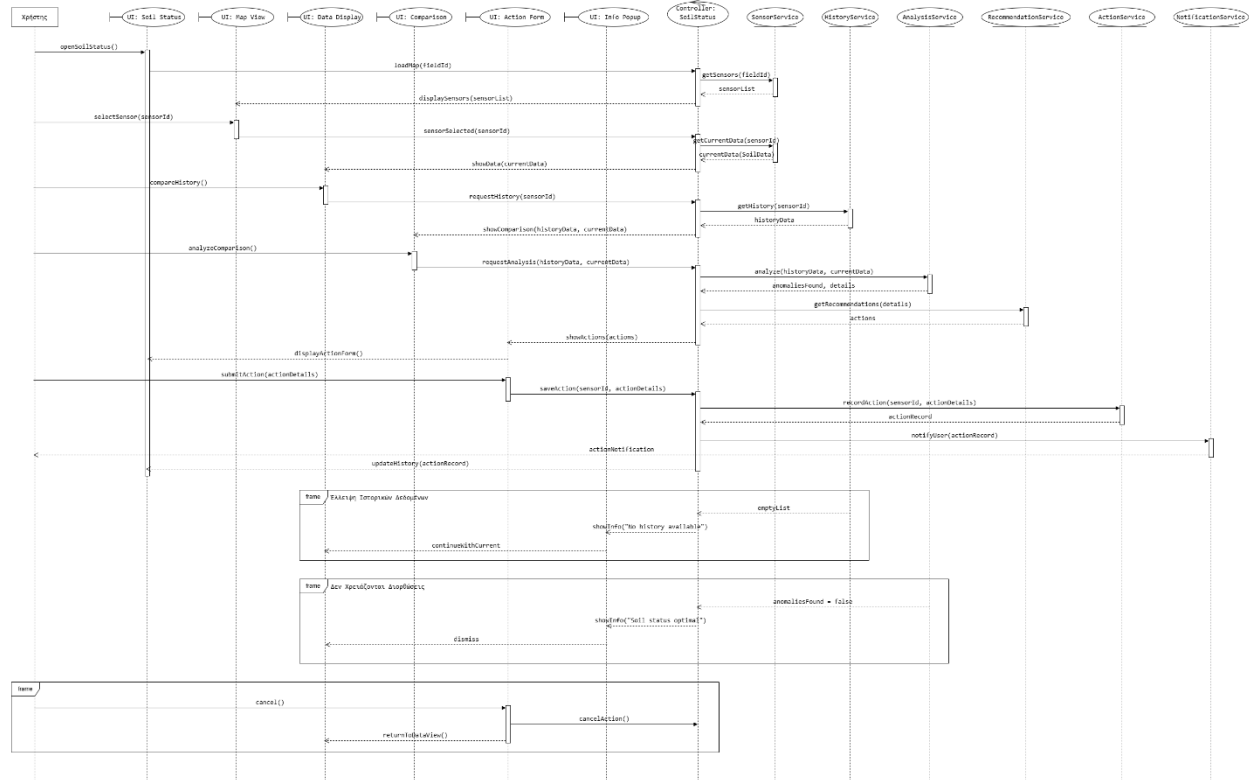 Χρήστης
UI: Soil Status
UI: Map View
UI: Data Display
UI: Comparison
UI: Action Form
UI: Info Popup
Controller:
SoilStatus
SensorService
HistoryService
AnalysisService
RecommendationService
ActionService
NotificationService
openSoilStatus()
loadMap(fieldId)
getSensors(fieldId)
sensorList
displaySensors(sensorList)
selectSensor(sensorId)
sensorSelected(sensorId)
getCurrentData(sensorId)
currentData(SoilData)
showData(currentData)
compareHistory()
requestHistory(sensorId)
getHistory(sensorId)
historyData
showComparison(historyData, currentData)
analyzeComparison()
requestAnalysis(historyData, currentData)
analyze(historyData, currentData)
anomaliesFound, details
getRecommendations(details)
actions
showActions(actions)
displayActionForm()
submitAction(actionDetails)
saveAction(sensorId, actionDetails)
recordAction(sensorId, actionDetails)
actionRecord
notifyUser(actionRecord)
actionNotification
updateHistory(actionRecord)
frame Έλλειψη Ιστορικών Δεδομένων
emptyList
showInfo("No history available")
continueWithCurrent
frame Δεν Χρειάζονται Διορθώσεις
anomaliesFound = false
showInfo("Soil status optimal")
dismiss
frame
cancel()
cancelAction()
returnToDataView()